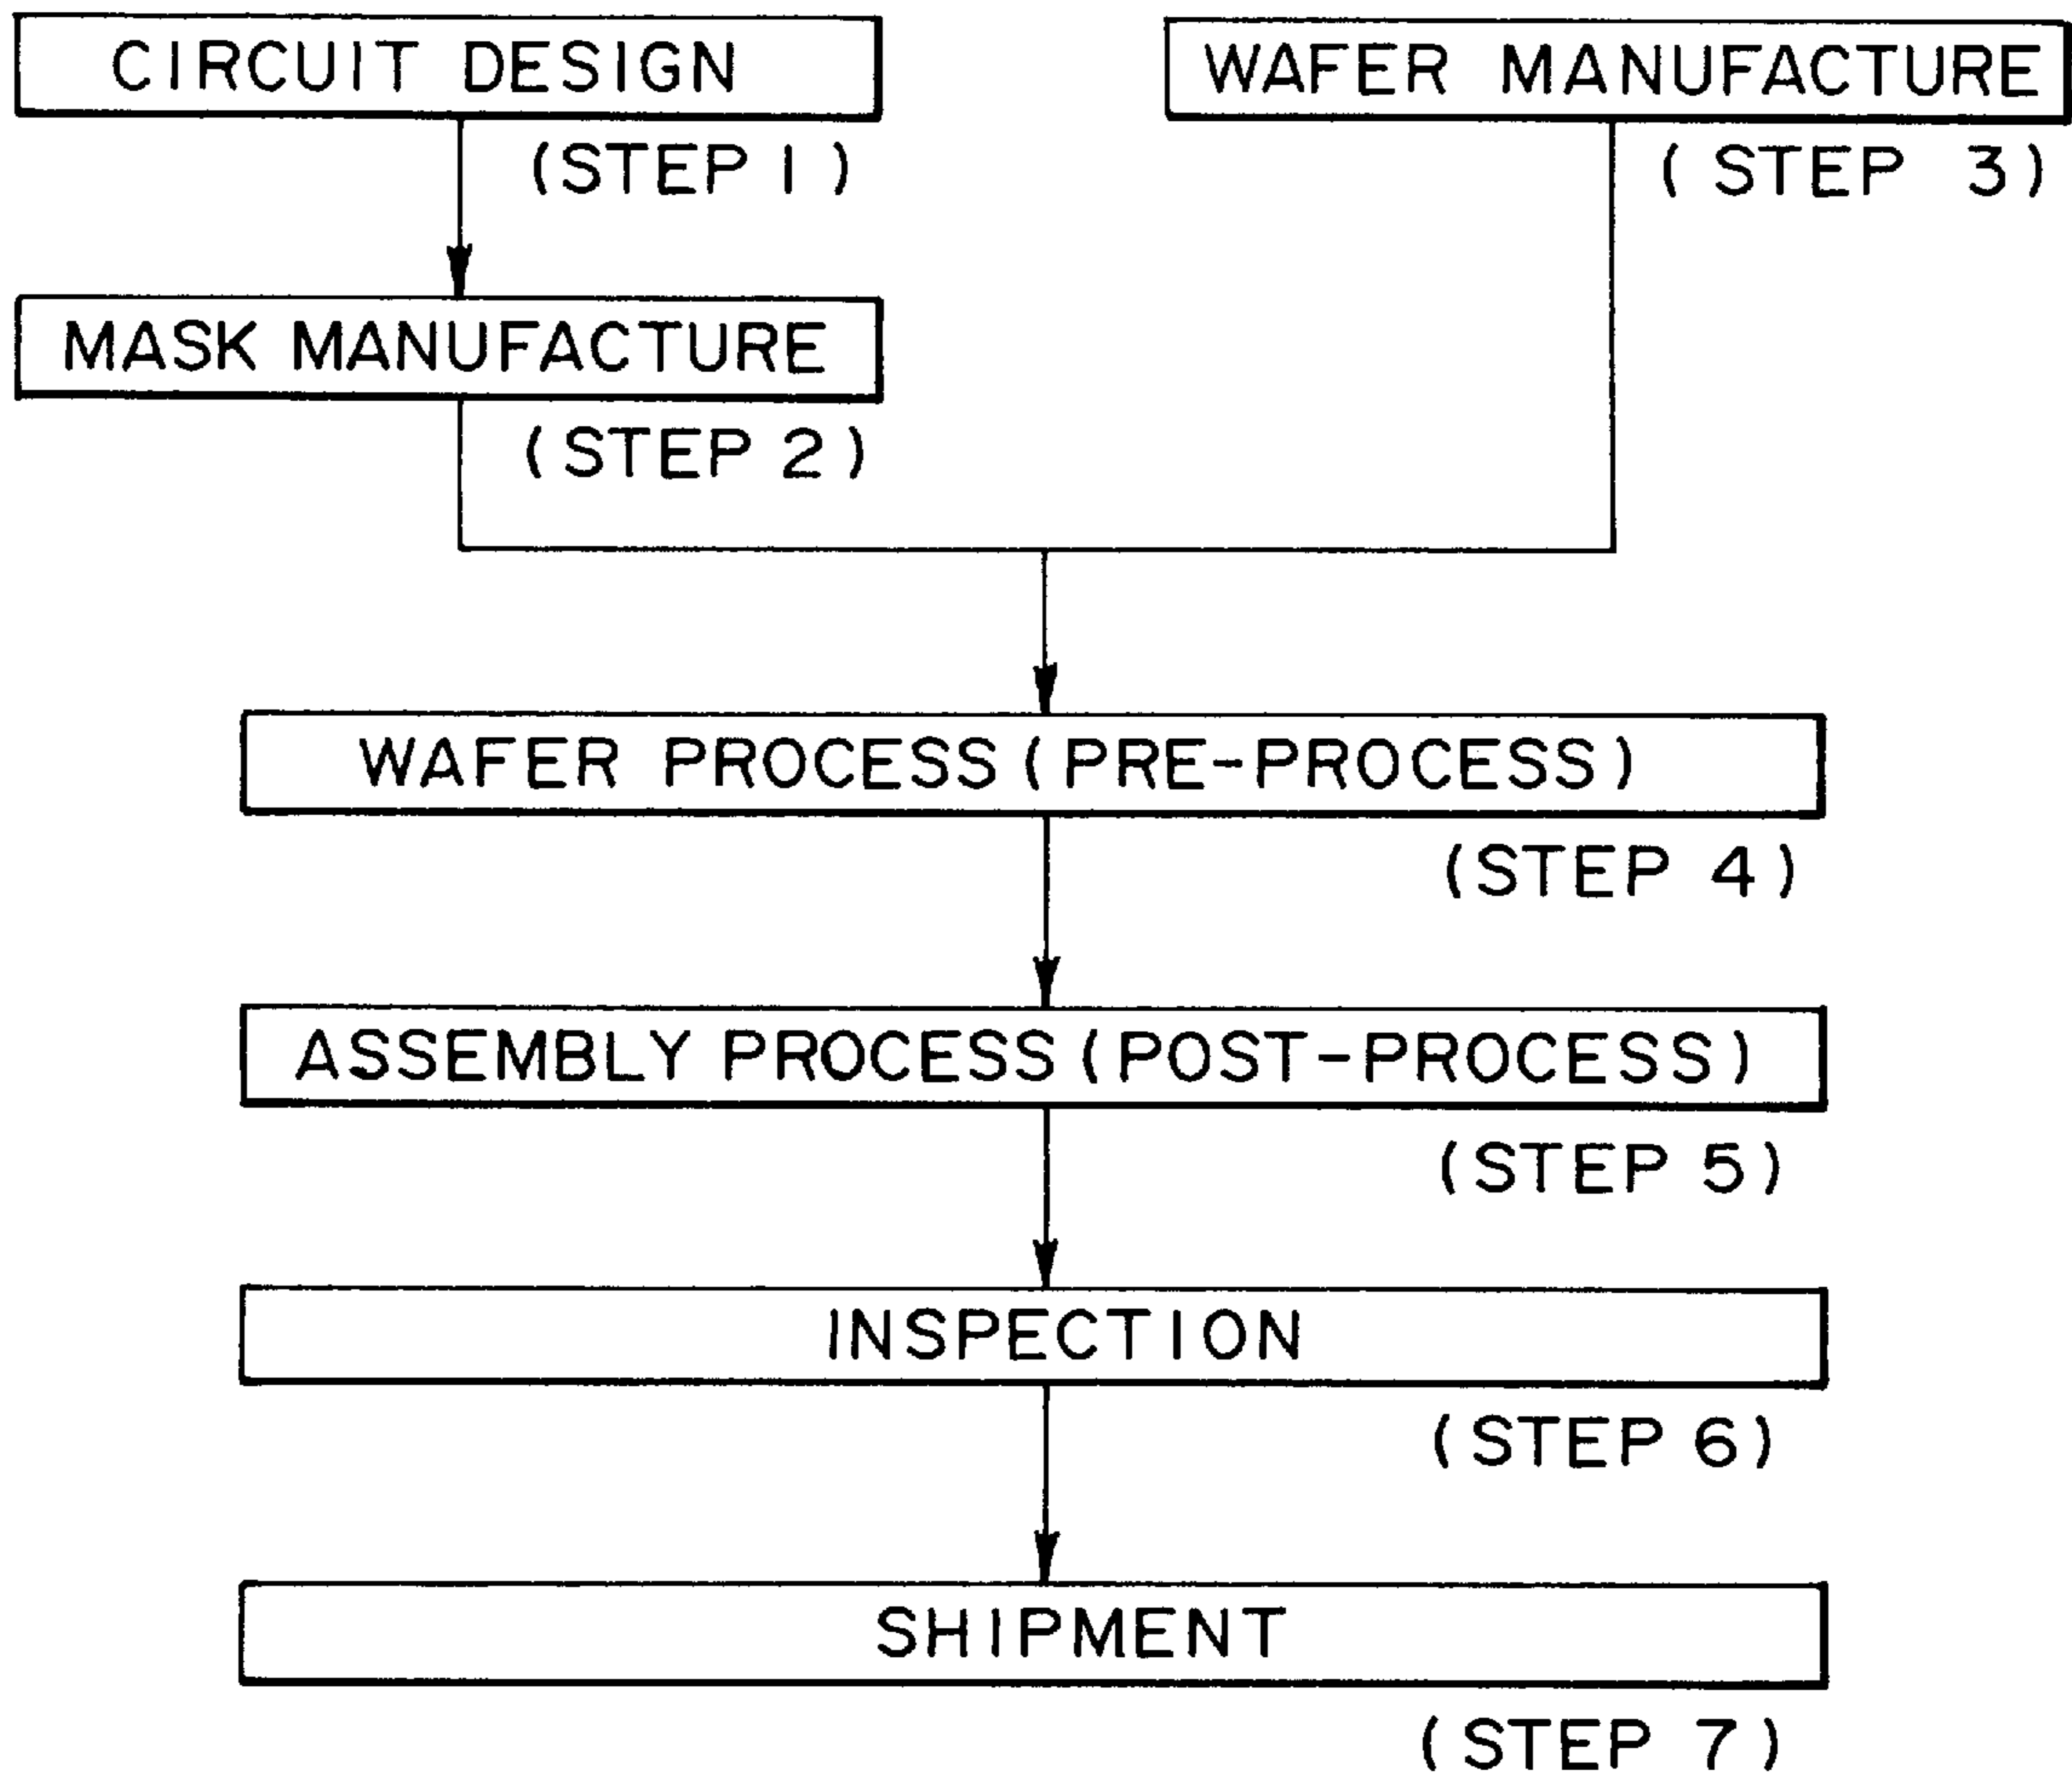 CIRCUIT DESIGN
(STEP 1)
WAFER MANUFACTURE
(STEP 3)
MASK MANUFACTURE
(STEP 2)
WAFER PROCESS (PRE-PROCESS)
(STEP 4)
ASSEMBLY PROCESS (POST-PROCESS)
(STEP 5)
INSPECTION
(STEP 6)
SHIPMENT
(STEP 7)